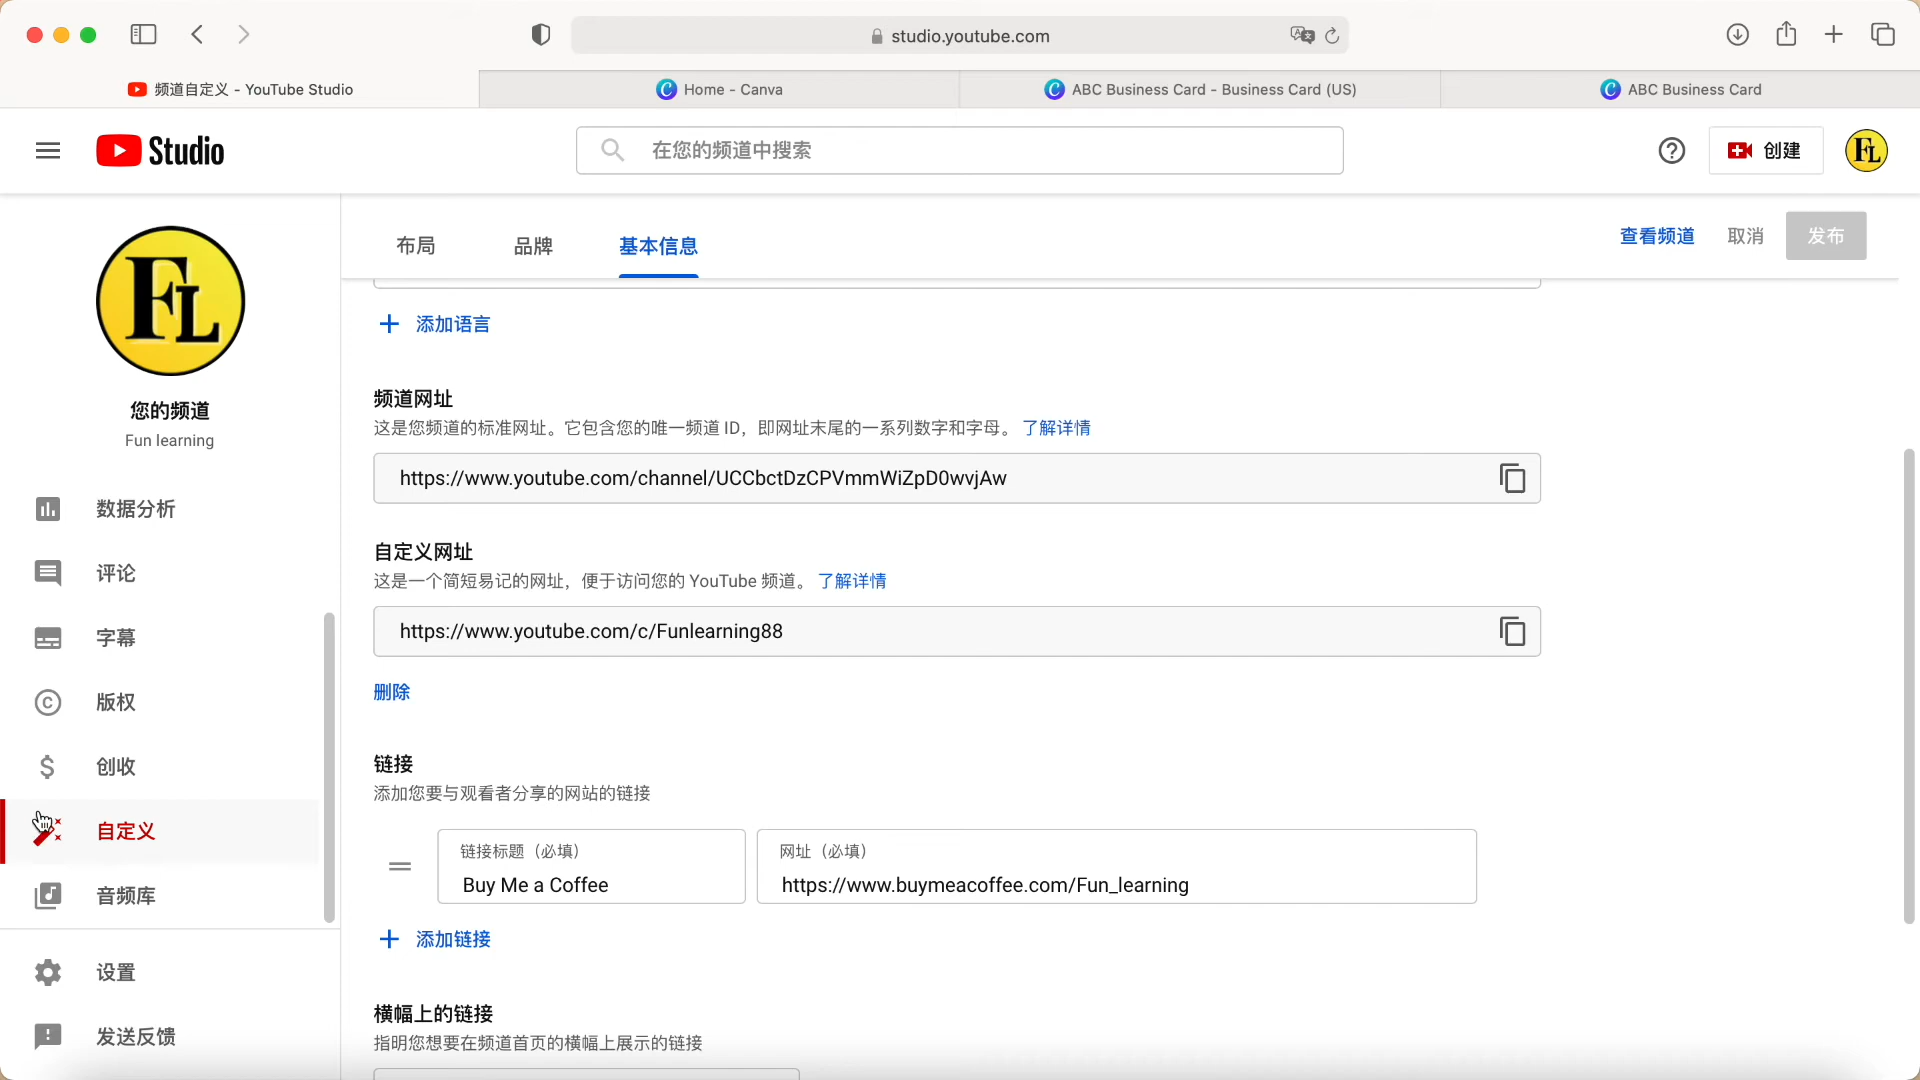 studio.youtube.com
频道自定义 - YouTube Studio
Home - Canva
ABC Business Card - Business Card (US)
ABC Business Card
Studio
在您的频道中搜索
创建
FL
FL
您的频道
Fun learning
数据分析
评论
字幕
版权
创收
自定义
音频库
设置
发送反馈
布局
品牌
基本信息
查看频道
取消
发布
添加语言
频道网址
这是您频道的标准网址。它包含您的唯一频道 ID，即网址末尾的一系列数字和字母。 了解详情
https://www.youtube.com/channel/UCCbctDzCPVmmWiZpD0wvjAw
自定义网址
这是一个简短易记的网址，便于访问您的 YouTube 频道。 了解详情
https://www.youtube.com/c/Funlearning88
删除
链接
添加您要与观看者分享的网站的链接
链接标题（必填）
Buy Me a Coffee
网址（必填）
https://www.buymeacoffee.com/Fun_learning
添加链接
横幅上的链接
指明您想要在频道首页的横幅上展示的链接